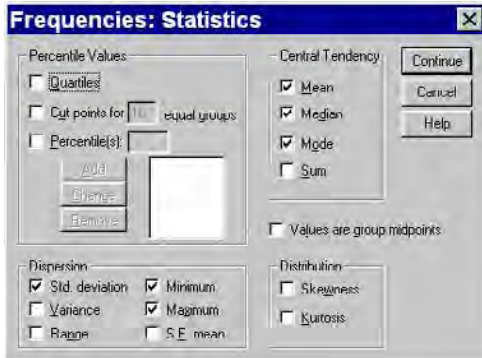 Frequencies: Statistics
Percentile Values
Quartiles
Cut points for 10 equal groups
Percentile(s):
Add
Change
Remove
Central Tendency
Mean
Median
Mode
Sum
Continue
Cancel
Help
Values are group midpoints
Dispersion
Std. deviation Minimum
Variance Maximum
Range S.E. mean
Distribution
Skewness
Kurtosis